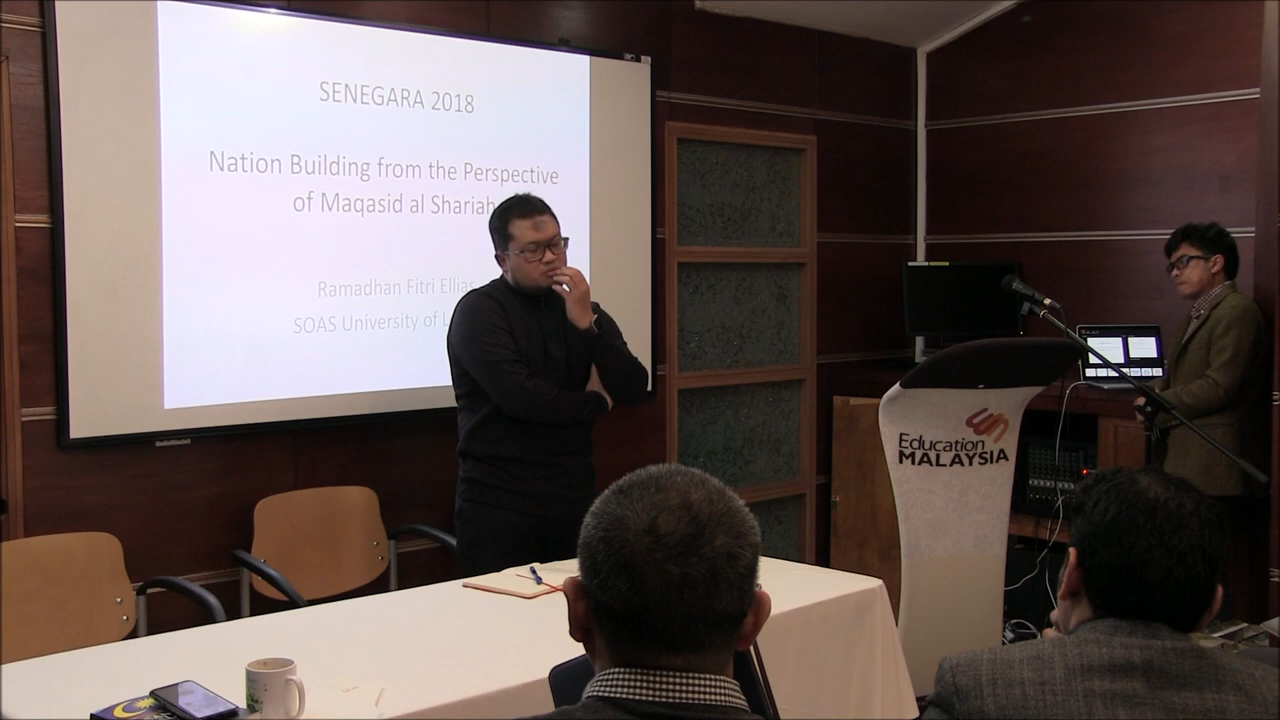 SENEGARA 2018
Nation Building from the Perspective
of Maqasid al Shariah
Ramadhan Fitri Ellias
SOAS University of L
Education
MALAYSIA